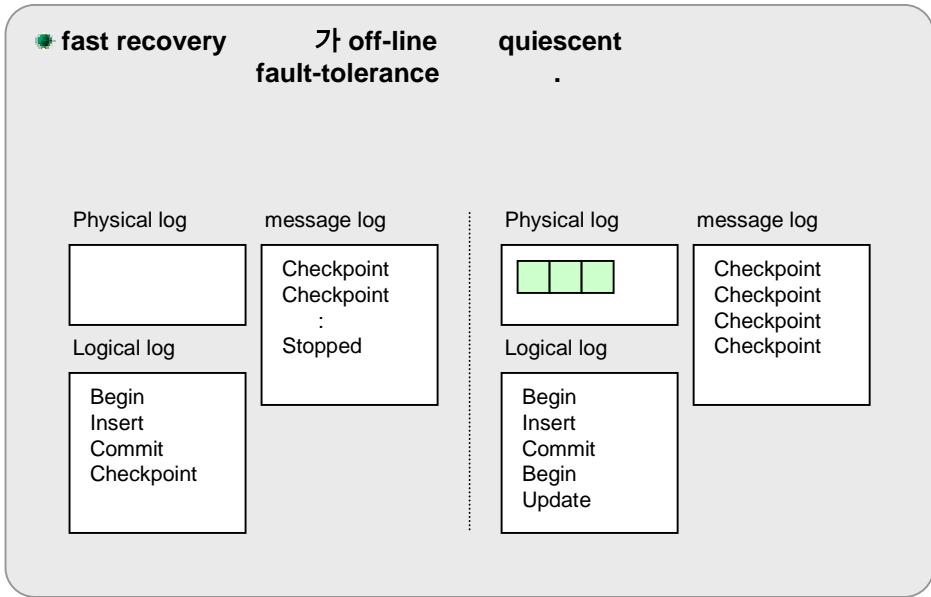 fast recovery 가 off-line quiescent
fault-tolerance .
Physical log message log
Checkpoint
Checkpoint
:
Stopped
Logical log
Begin
Insert
Commit
Checkpoint
Physical log message log
Checkpoint
Checkpoint
Checkpoint
Checkpoint
Logical log
Begin
Insert
Commit
Begin
Update